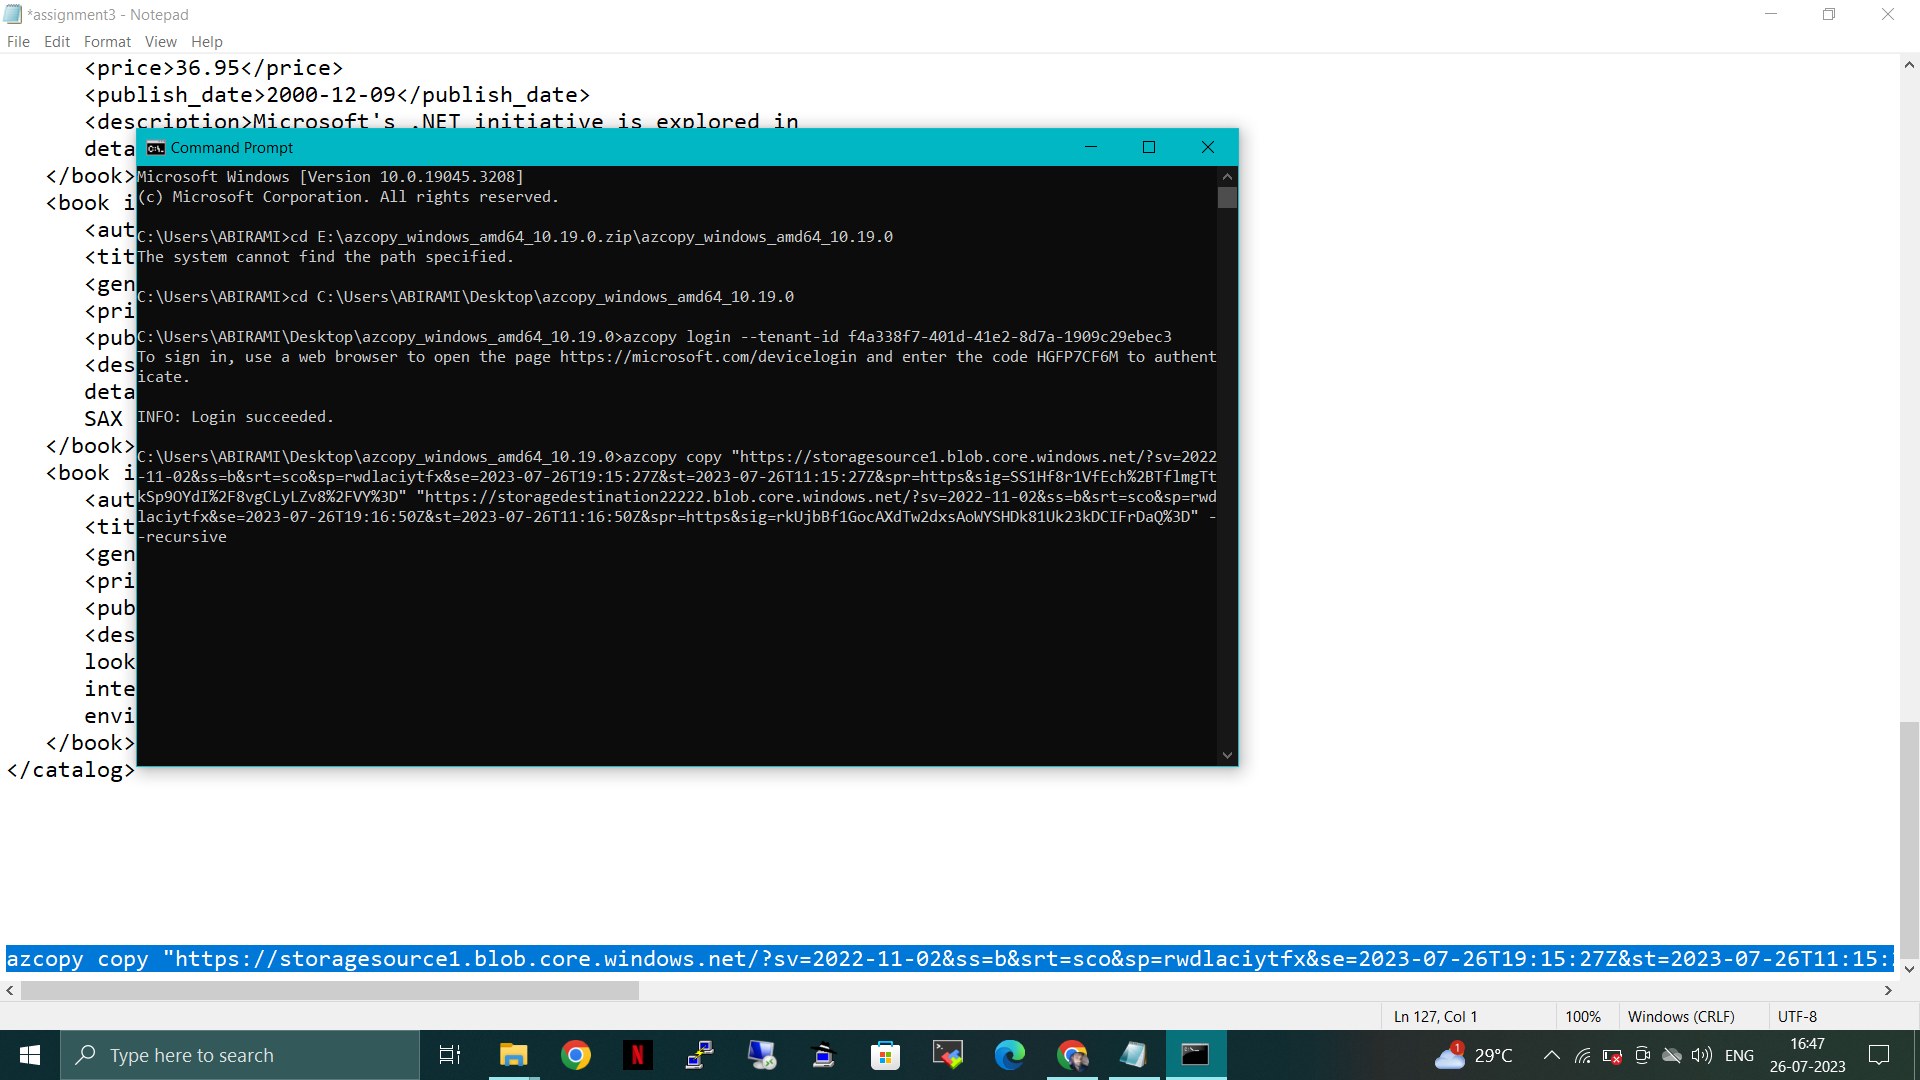 *assignment3 - Notepad
File Edit Format View Help
<price>36.95</price>
<publish_date>2000-12-09</publish_date>
<description>Microsoft's .NET initiative is explored in
deta
</book>
<book i
<aut
<tit
<gen
<pri
<pub
<des
deta
SAX
</book>
<book i
<aut
<tit
<gen
<pri
<pub
<des
look
inte
envi
</book>
</catalog>
Command Prompt
Microsoft Windows [Version 10.0.19045.3208]
(c) Microsoft Corporation. All rights reserved.
C:\Users\ABIRAMI>cd E:\azcopy_windows_amd64_10.19.0.zip\azcopy_windows_amd64_10.19.0
The system cannot find the path specified.
C:\Users\ABIRAMI>cd C:\Users\ABIRAMI\Desktop\azcopy_windows_amd64_10.19.0
C:\Users\ABIRAMI\Desktop\azcopy_windows_amd64_10.19.0>azcopy login --tenant-id f4a338f7-401d-41e2-8d7a-1909c29ebec3
To sign in, use a web browser to open the page https://microsoft.com/devicelogin and enter the code HGFP7CF6M to authent
icate.
INFO: Login succeeded.
C:\Users\ABIRAMI\Desktop\azcopy_windows_amd64_10.19.0>azcopy copy "https://storagesource1.blob.core.windows.net/?sv=2022
-11-02&ss=b&srt=sco&sp=rwdlaciytfx&se=2023-07-26T19:15:27Z&st=2023-07-26T11:15:27Z&spr=https&sig=SS1Hf8r1VfEch%2BTflmgTt
kSp9OYdI%2F8vgCLyLZv8%2FVY%3D" "https://storagedestination22222.blob.core.windows.net/?sv=2022-11-02&ss=b&srt=sco&sp=rwd
laciytfx&se=2023-07-26T19:16:50Z&st=2023-07-26T11:16:50Z&spr=https&sig=rkUjbBf1GocAXdTw2dxsAoWYSHDk81Uk23kDCIFrDaQ%3D" -
-recursive
azcopy copy "https://storagesource1.blob.core.windows.net/?sv=2022-11-02&ss=b&srt=sco&sp=rwdlaciytfx&se=2023-07-26T19:15:27Z&st=2023-07-26T11:15:
Ln 127, Col 1 100% Windows (CRLF) UTF-8
Type here to search
1 29°C ENG
16:47
26-07-2023